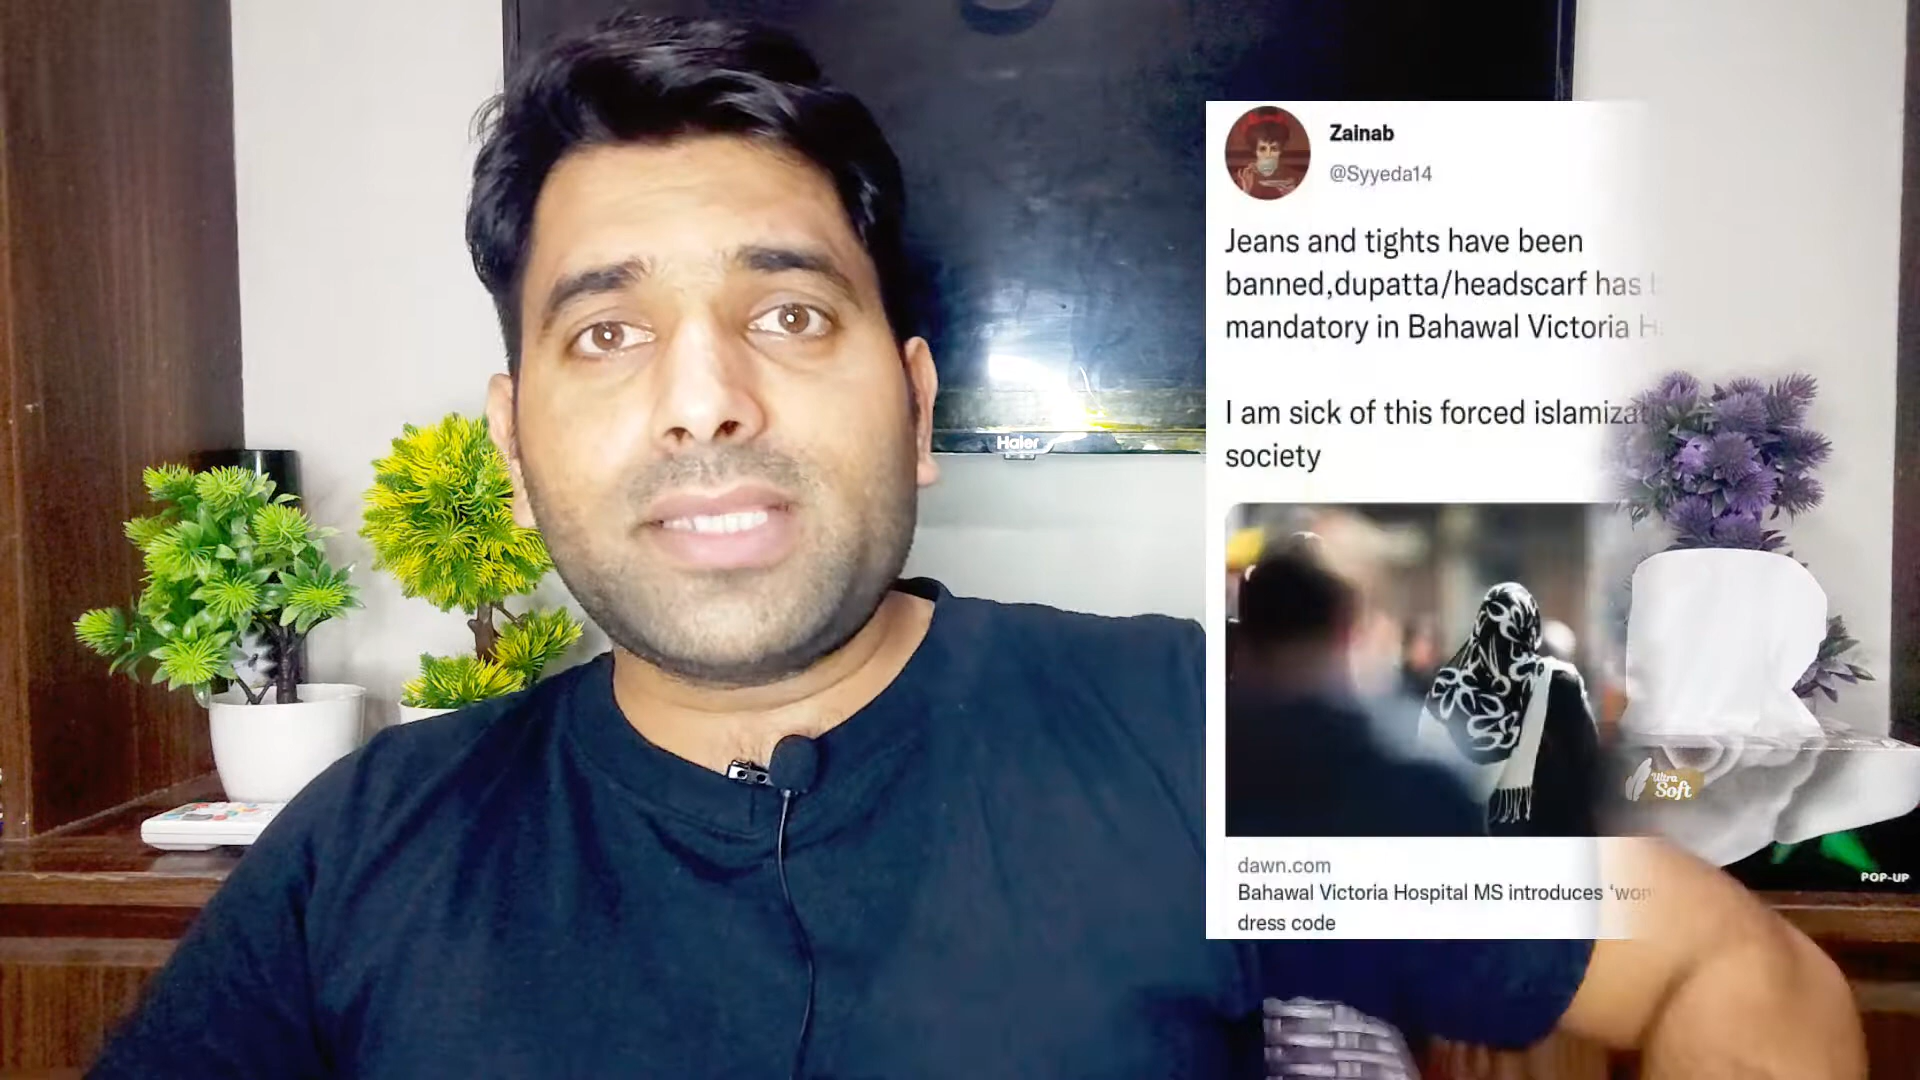 Haier
Zainab
@Syyeda14
Jeans and tights have been
banned,dupatta/headscarf has
mandatory in Bahawal Victoria
I am sick of this forced
society
dawn.com
Bahawal Victoria Hospital MS introduces
dress code
Ultra
Soft
POP-UP